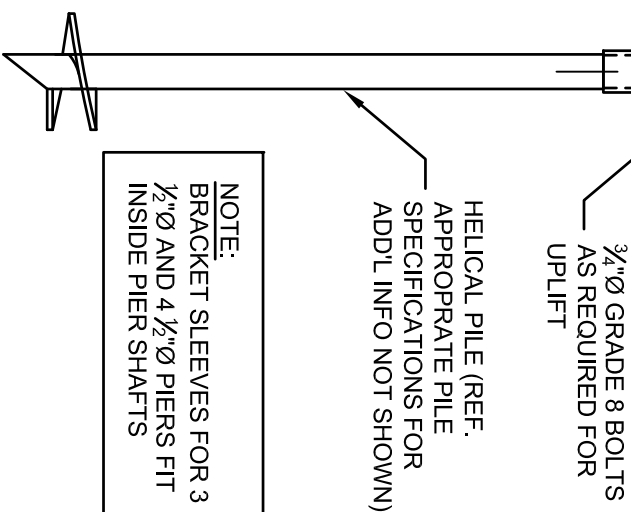 ¾"Ø GRADE 8 BOLTS
AS REQUIRED FOR
UPLIFT
HELICAL PILE (REF.
APPROPRATE PILE
SPECIFICATIONS FOR
ADD'L INFO NOT SHOWN)
NOTE:
BRACKET SLEEVES FOR 3
½"Ø AND 4 ½"Ø PIERS FIT
INSIDE PIER SHAFTS